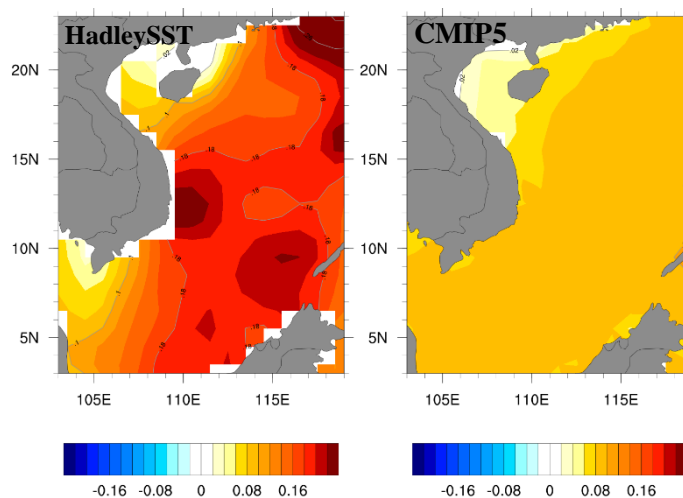 HadleySST CMIP5
20N 20N
15N 15N
10N 10N
5N 5N
105E 110E 115E 105E 110E 115E
-0.16 -0.08 0 0.08 0.16 -0.16 -0.08 0 0.08 0.16